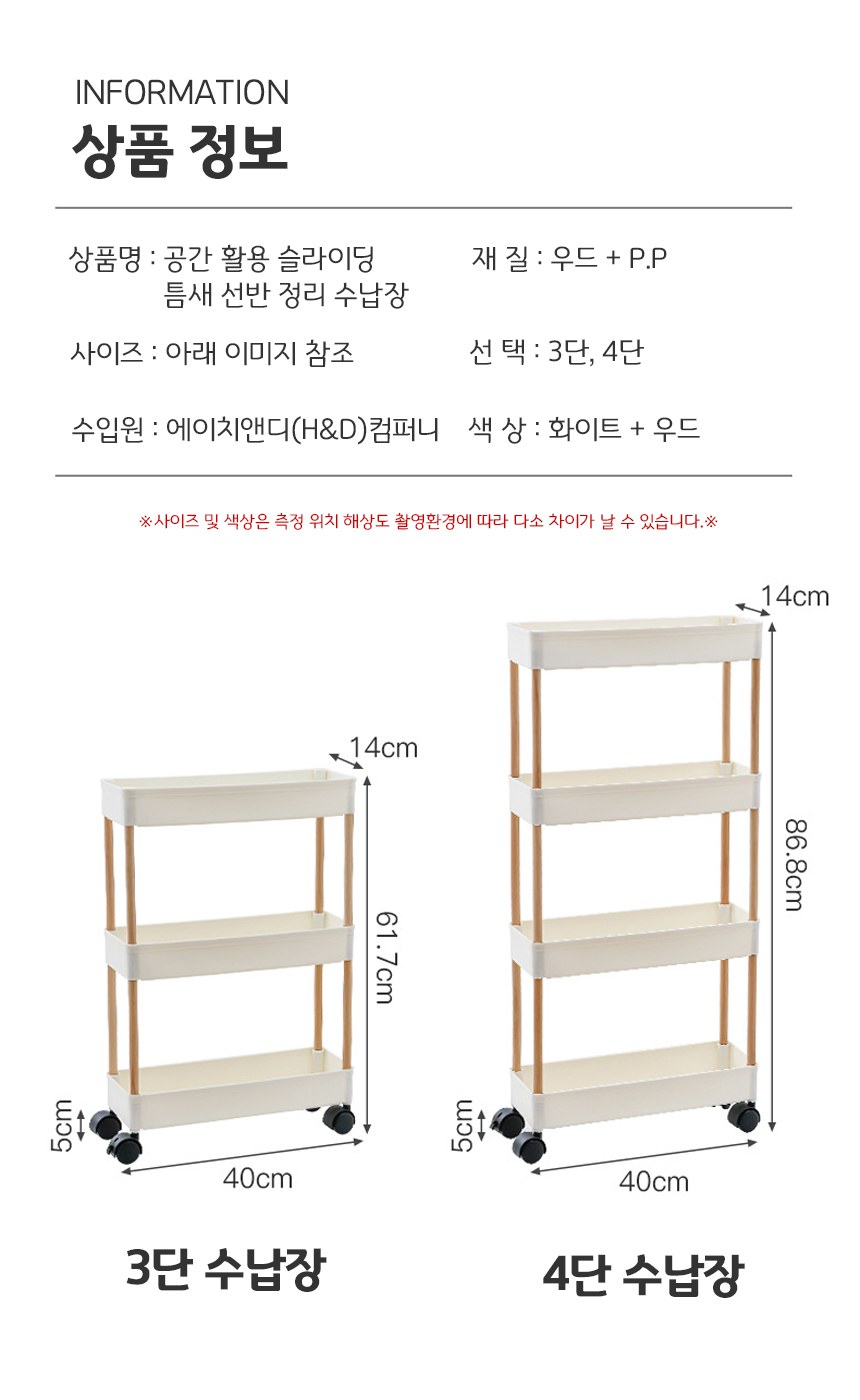 INFORMATION
상품 정보
상품명 : 공간 활용 슬라이딩
틈새 선반 정리 수납장
재 질 : 우드 + P.P
사이즈 : 아래 이미지 참조
선 택 : 3단, 4단
수입원 : 에이치앤디(H&D)컴퍼니
색 상 : 화이트 + 우드
※사이즈 및 색상은 측정 위치 해상도 촬영환경에 따라 다소 차이가 날 수 있습니다.※
14cm
61.7cm
5cm
40cm
3단 수납장
14cm
86.8cm
5cm
40cm
4단 수납장